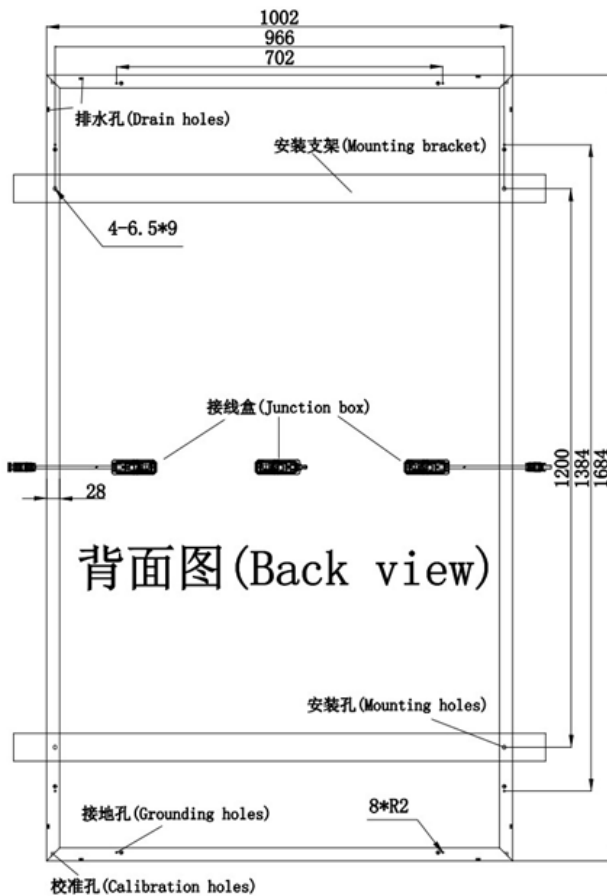 1002
966
702
排水孔(Drain holes)
安装支架(Mounting bracket)
4-6.5*9
接线盒(Junction box)
1200
1384
1684
28
背面图(Back view)
安装孔(Mounting holes)
接地孔(Grounding holes)
8*R2
校准孔(Calibration holes)